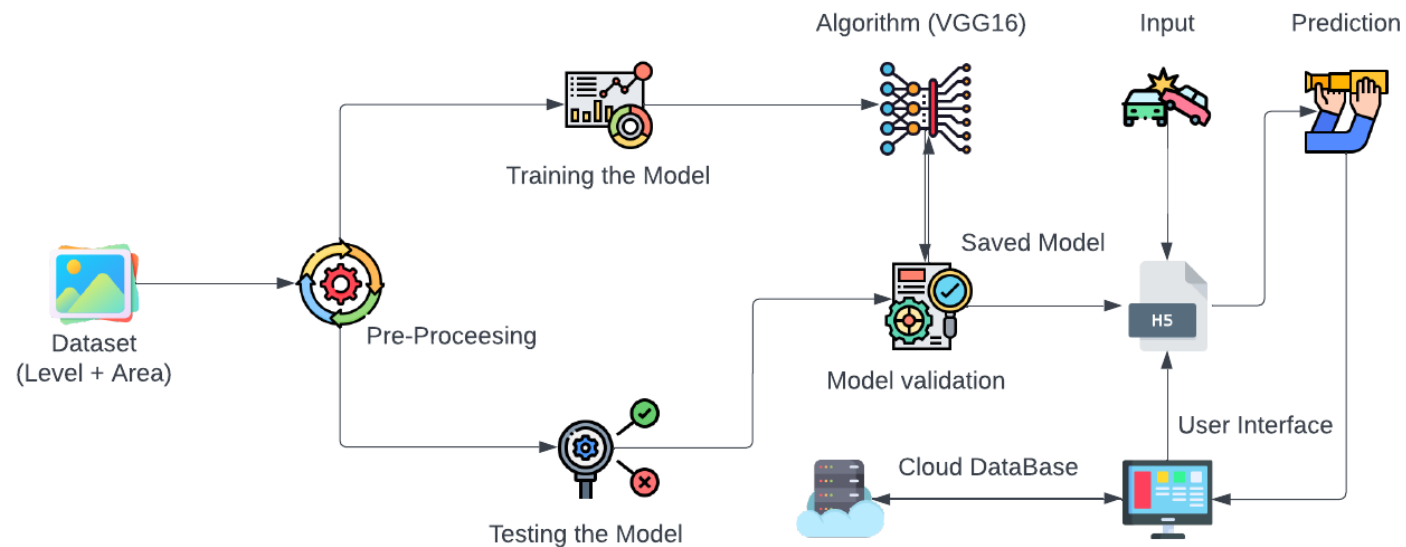 Algorithm (VGG16)
Input
Prediction
Training the Model
Saved Model
Dataset
(Level + Area)
Pre-Proceesing
H5
Model validation
User Interface
Cloud DataBase
Testing the Model